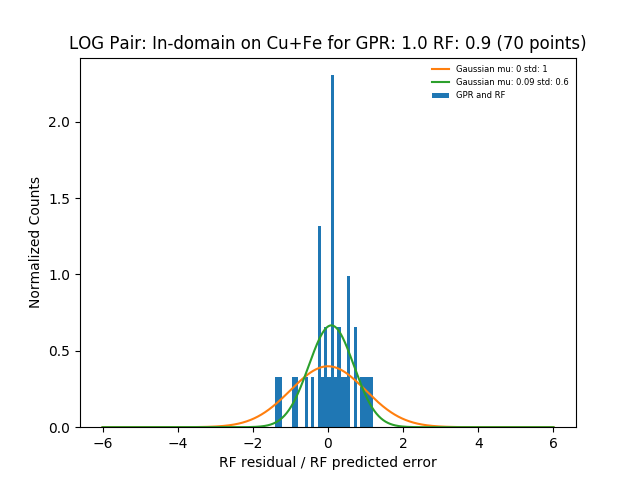 LOG Pair: In-domain on Cu+Fe for GPR: 1.0 RF: 0.9 (70 points)
Gaussian mu: 0 std: 1
Gaussian mu: 0.09 std: 0.6
GPR and RF
Normalized Counts
2.0
1.5
1.0
0.5
0.0
−6 −4 −2 0 2 4 6
RF residual / RF predicted error